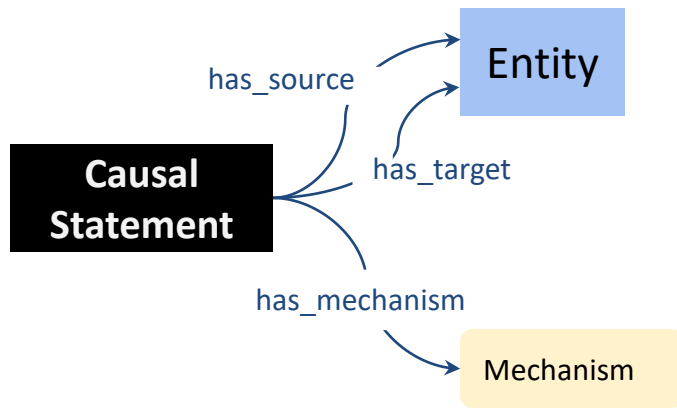 Entity
has_source
Causal
Statement
has_target
has_mechanism
Mechanism